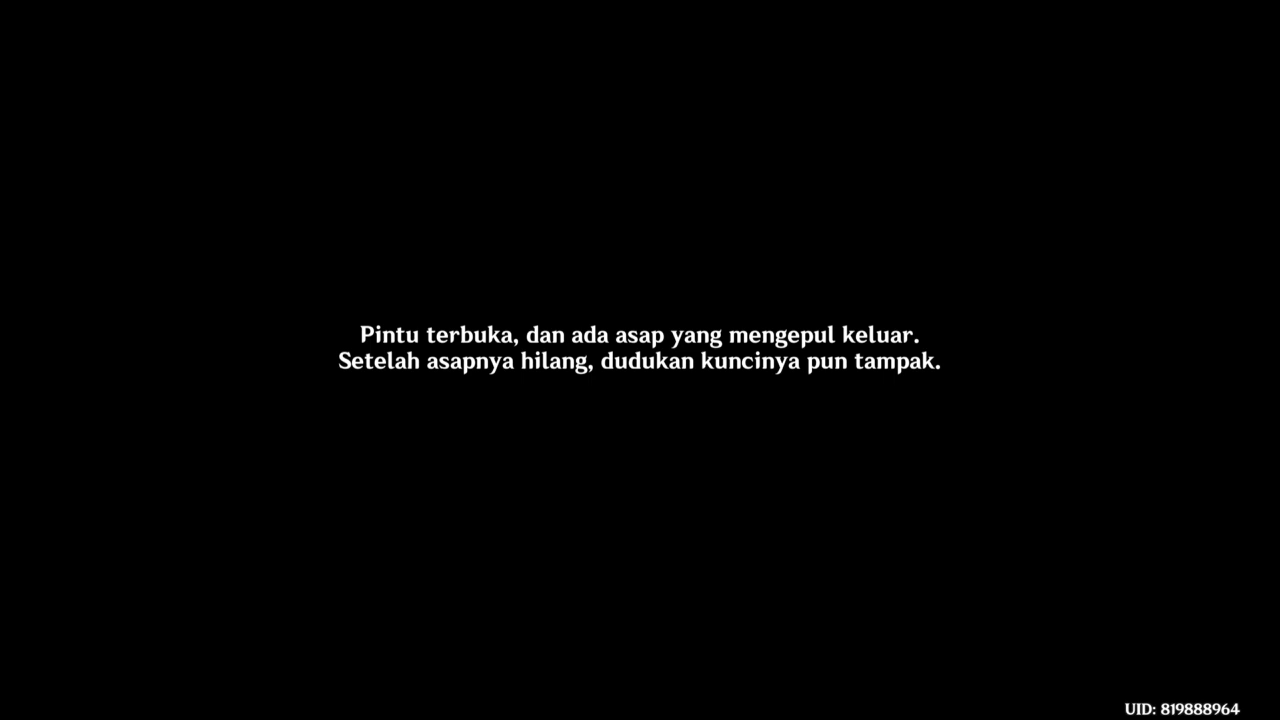 Pintu terbuka, dan ada asap yang mengepul keluar.
Setelah asapnya hilang, dudukan kuncinya pun tampak.
UID: 819888964